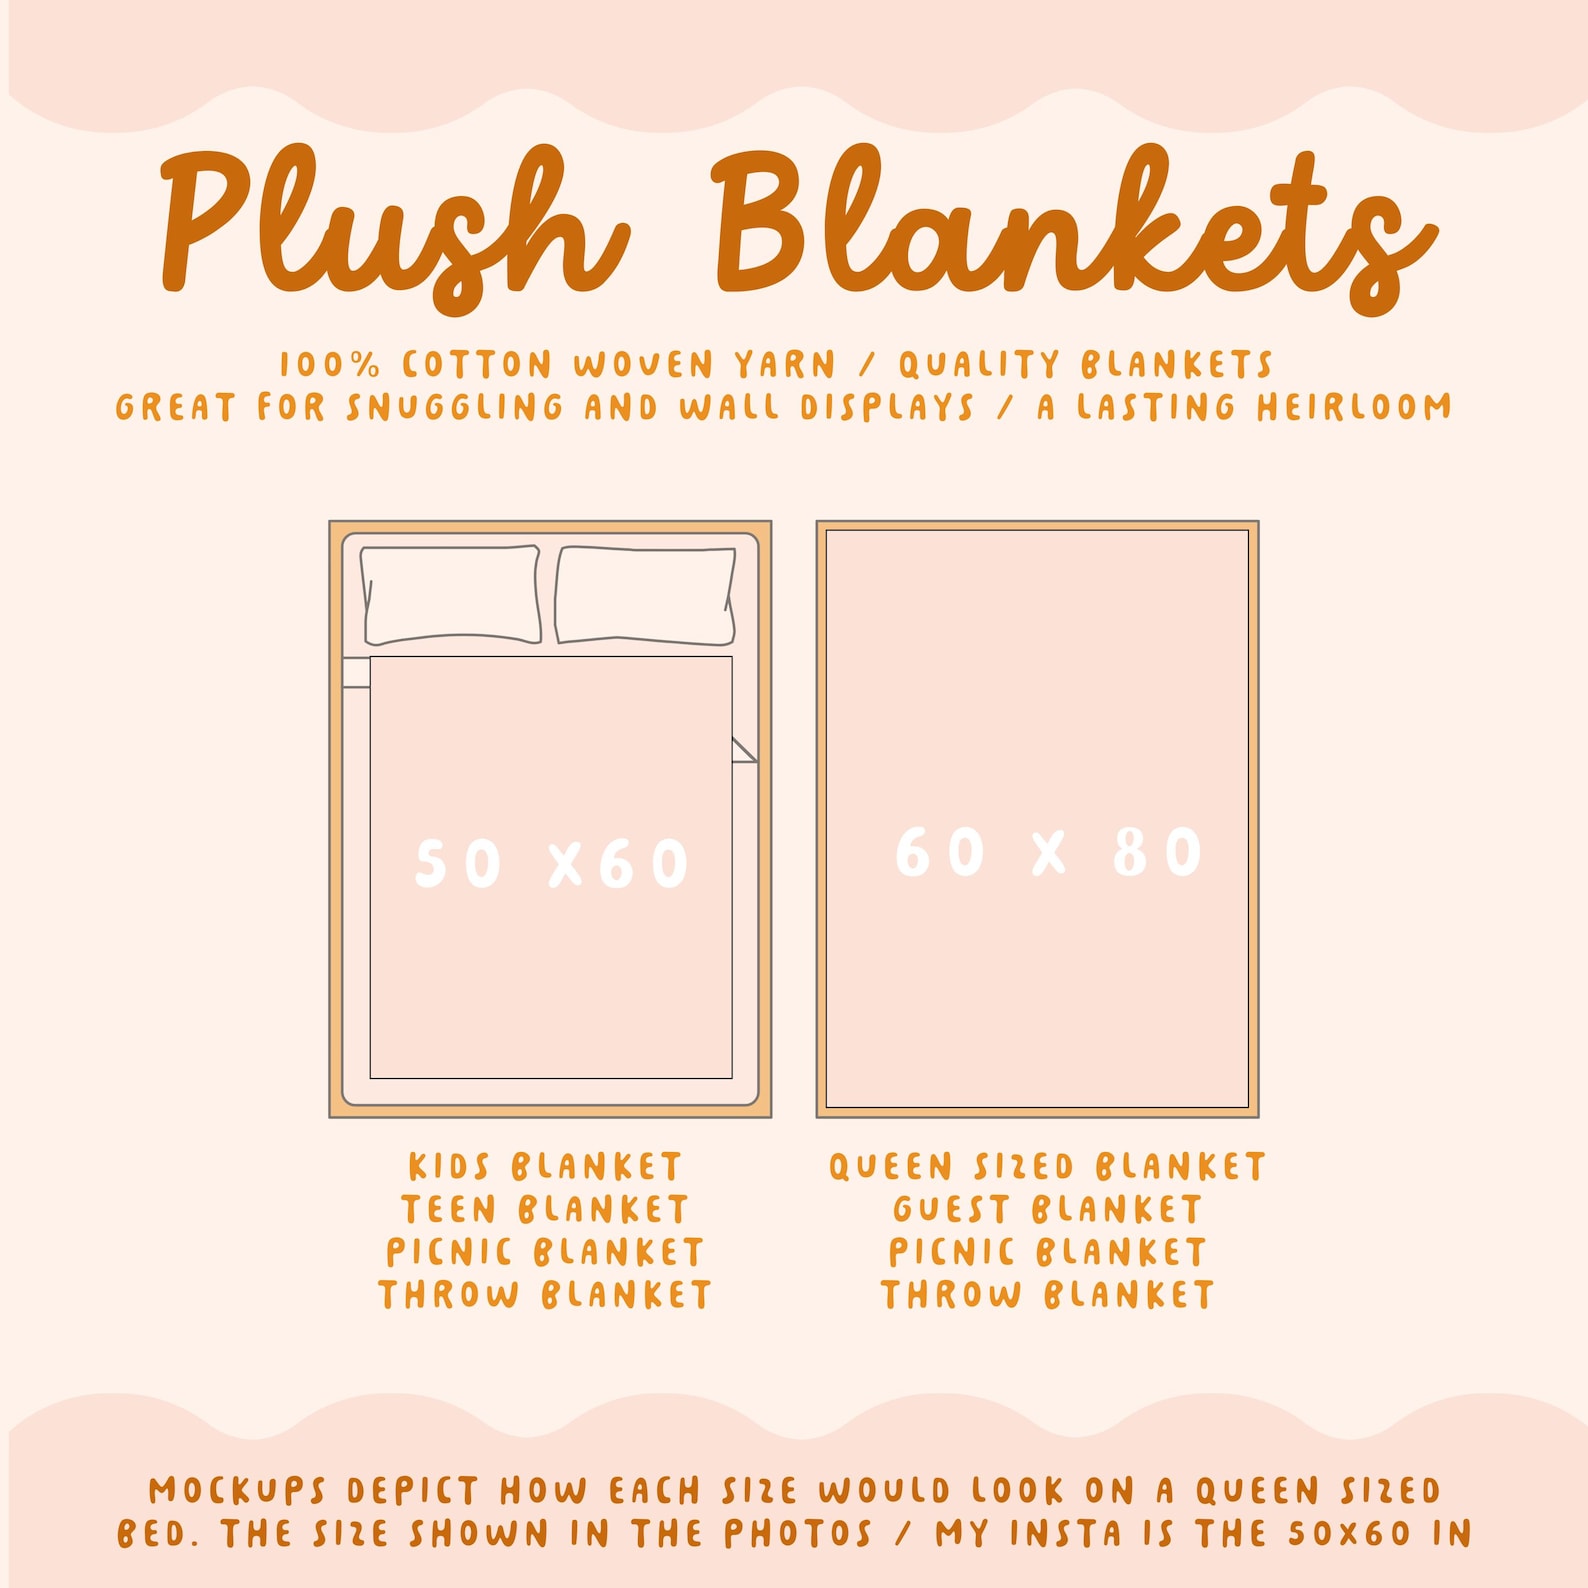 Plush Blankets
100% COTTON WOVEN YARN / QUALITY BLANKETS
GREAT FOR SNUGGLING AND WALL DISPLAYS / A LASTING HEIRLOOM
50 X60
60 X 80
KIDS BLANKET
TEEN BLANKET
PICNIC BLANKET
THROW BLANKET
QUEEN SIZED BLANKET
GUEST BLANKET
PICNIC BLANKET
THROW BLANKET
MOCKUPS DEPICT HOW EACH SIZE WOULD LOOK ON A QUEEN SIZED
BED. THE SIZE SHOWN IN THE PHOTOS / MY INSTA IS THE 50X60 IN